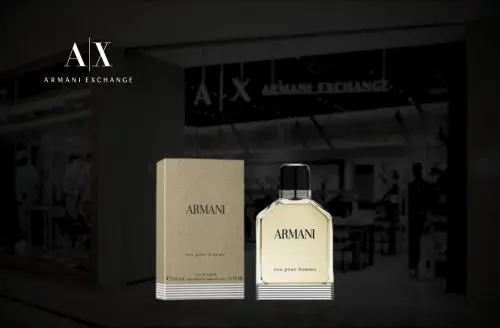 A|X
ARMANI EXCHANGE
A|X ARMANI EXCHANGE
ARMANI
eau pour homme
ARMANI
eau pour homme